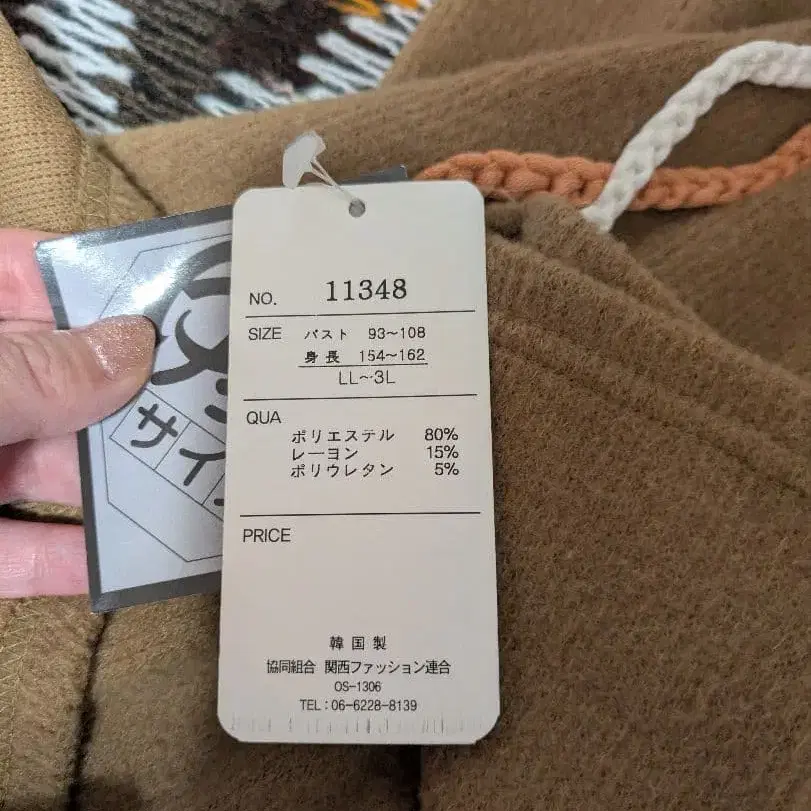 NO. 11348
SIZE バスト 93~108
身長 154~162
LL~3L
QUA
ポリエステル 80%
レーヨン 15%
ポリウレタン 5%
PRICE
韓国製
協同組合 関西ファッション連合
OS-1306
TEL:06-6228-8139
サイ